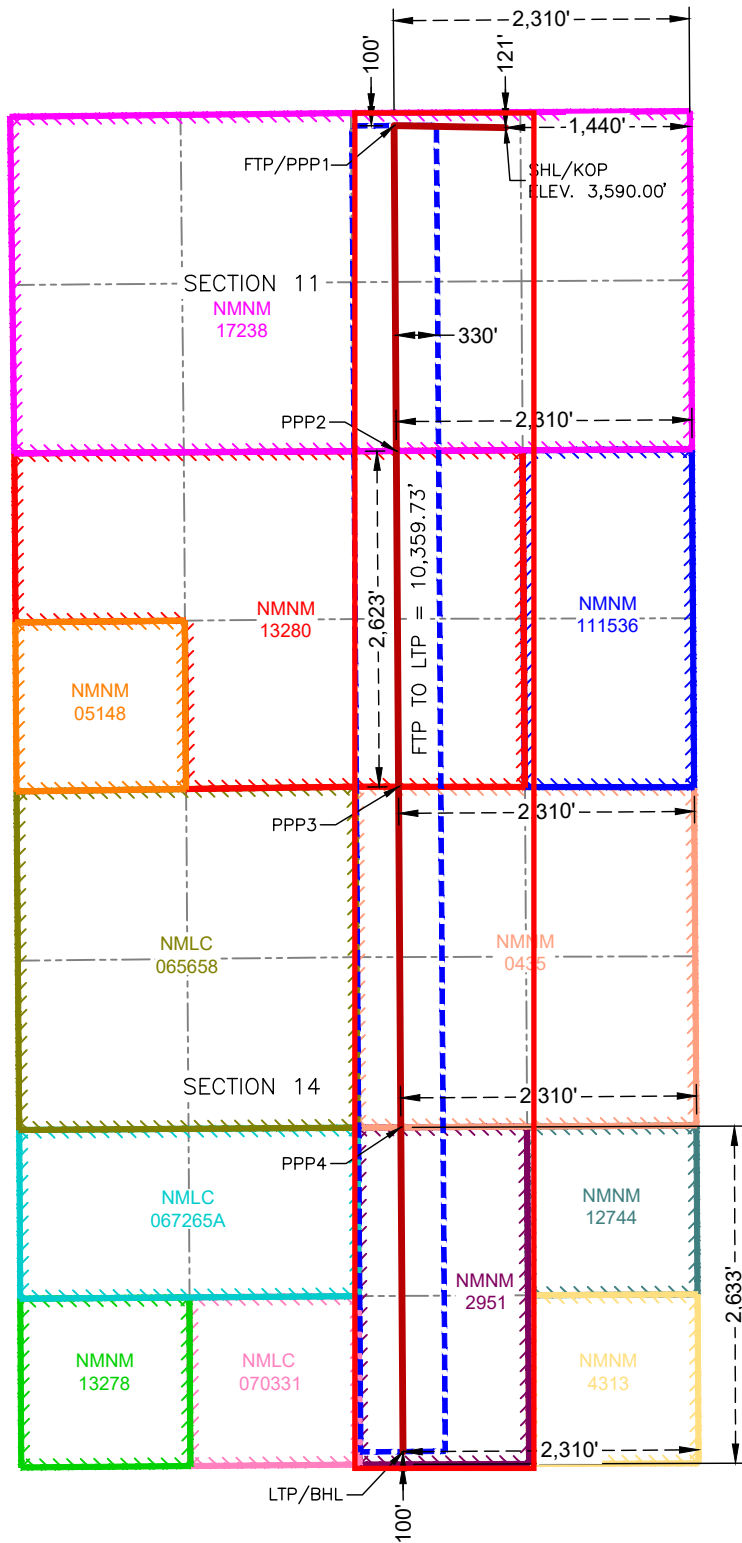 2,310'
100'
121'
1,440'
FTP/PPP1
SHL/KOP
ELEV. 3,590.00'
SECTION 11
NMNM
17238
330'
PPP2
2,310'
2,623'
FTP TO LTP = 10,359.73'
NMNM
13280
NMNM
111536
NMNM
05148
PPP3
2,310'
NMLC
065658
NMNM
0435
SECTION 14
2,310'
PPP4
NMLC
067265A
NMNM
12744
NMNM
2951
2,633'
NMNM
13278
NMLC
070331
NMNM
4313
2,310'
LTP/BHL
100'